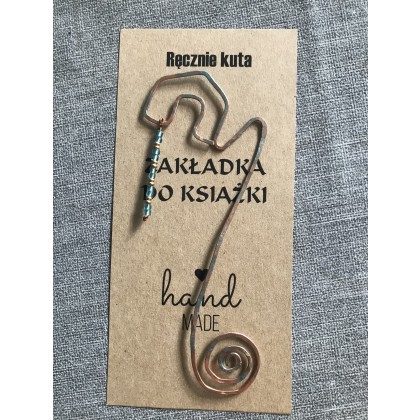 Ręcznie kuta
ZAKŁADKA
DO KSIĄŻKI
hand
MADE